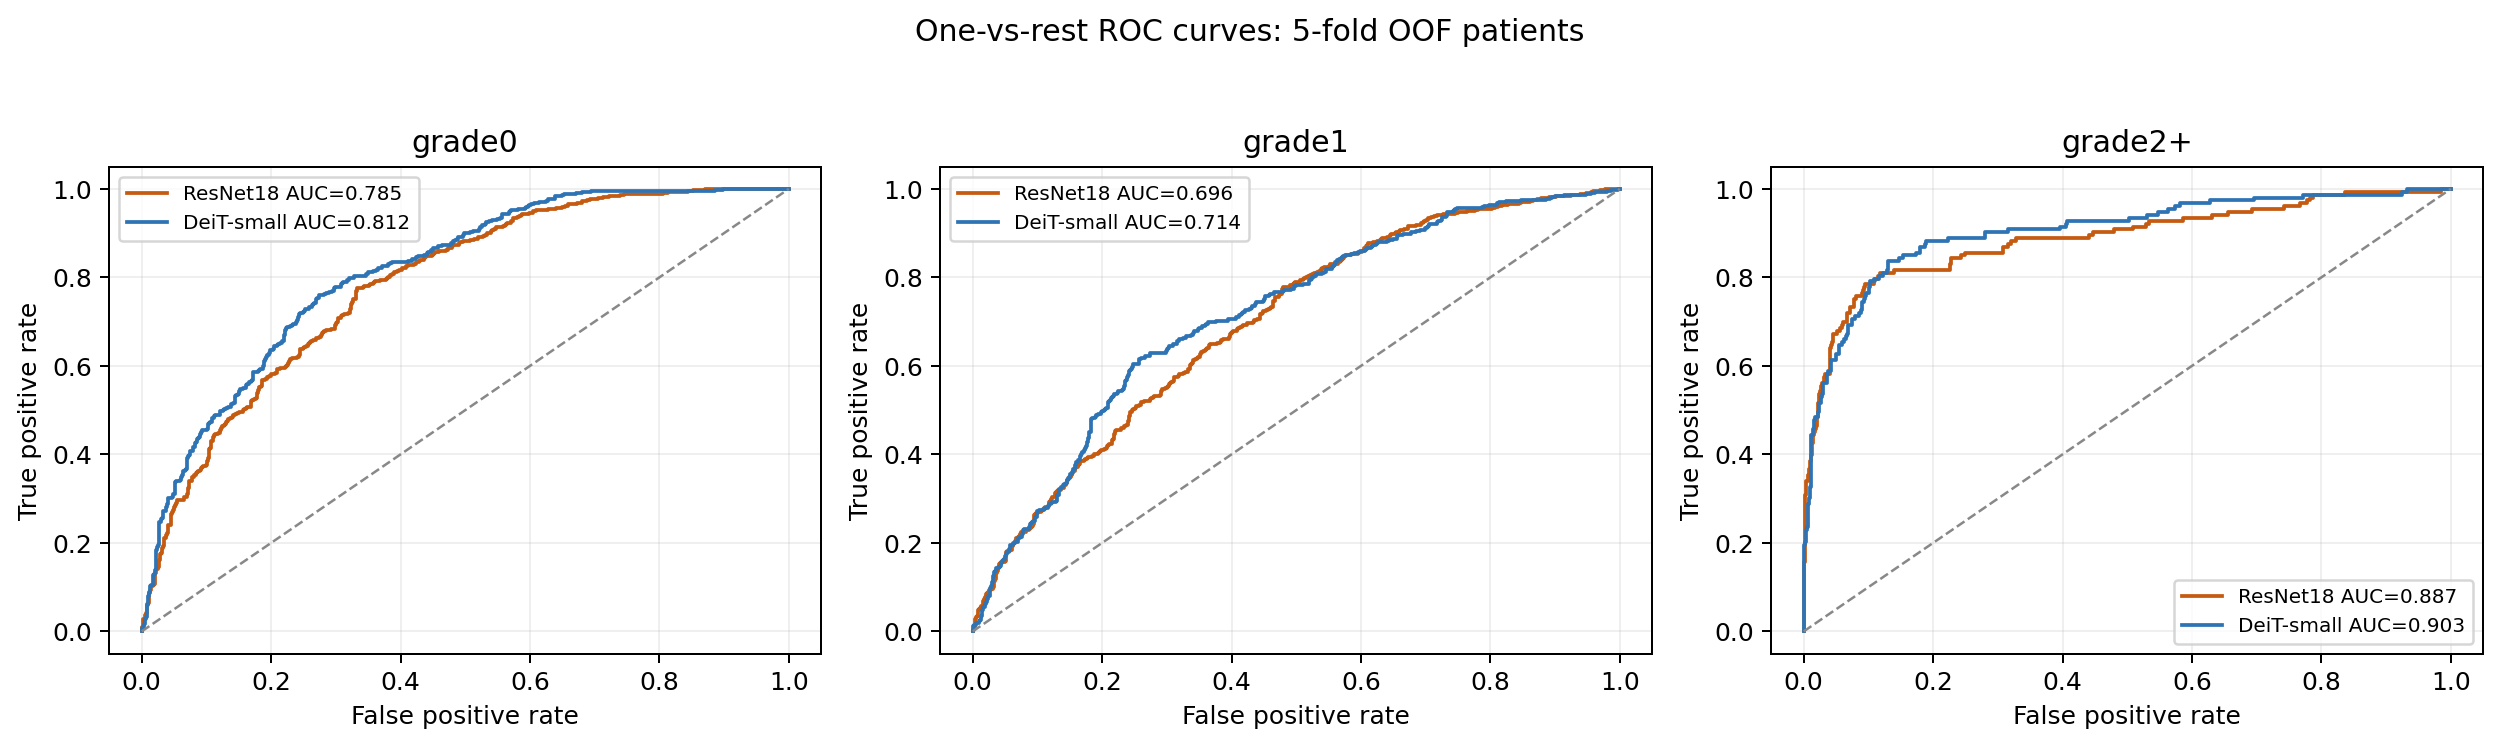 One-vs-rest ROC curves: 5-fold OOF patients
grade0
ResNet18 AUC=0.785
DeiT-small AUC=0.812
True positive rate
1.0
0.8
0.6
0.4
0.2
0.0
0.0 0.2 0.4 0.6 0.8 1.0
False positive rate
grade1
ResNet18 AUC=0.696
DeiT-small AUC=0.714
True positive rate
1.0
0.8
0.6
0.4
0.2
0.0
0.0 0.2 0.4 0.6 0.8 1.0
False positive rate
grade2+
True positive rate
1.0
0.8
0.6
0.4
0.2
0.0
ResNet18 AUC=0.887
DeiT-small AUC=0.903
0.0 0.2 0.4 0.6 0.8 1.0
False positive rate